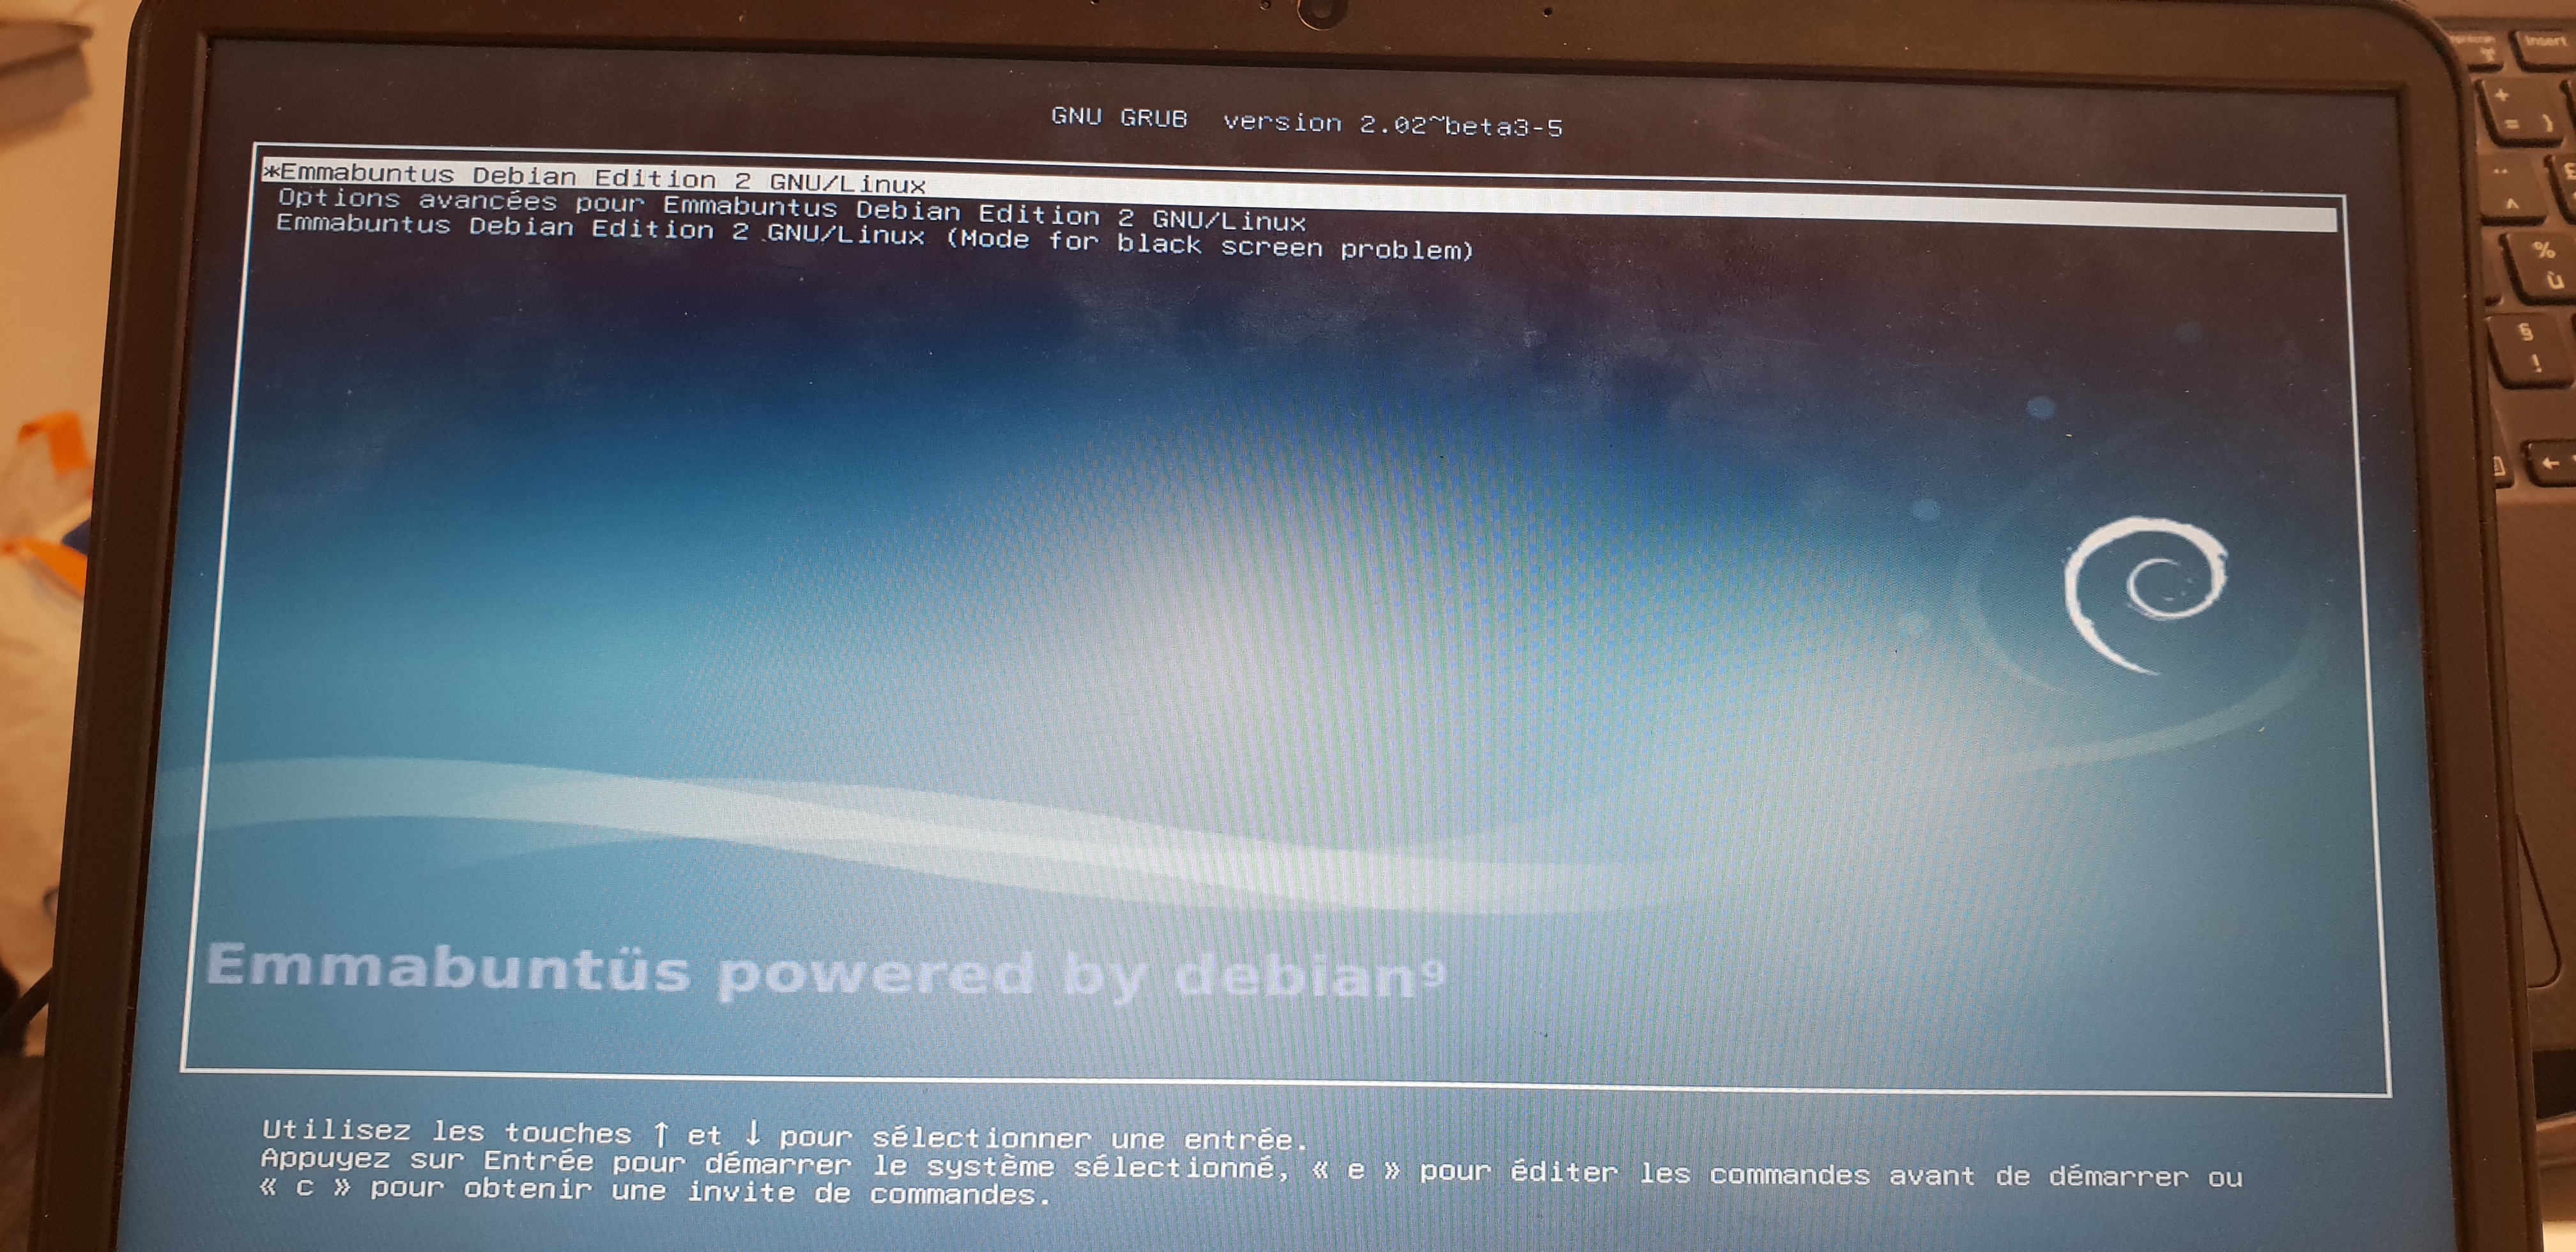 GNU GRUB version 2.02~beta3-5
*Emmabuntus Debian Edition 2 GNU/Linux
Options avancées pour Emmabuntus Debian Edition 2 GNU/Linux
Emmabuntus Debian Edition 2 GNU/Linux (Mode for black screen problem)
Emmabuntüs powered by debian⁹
Utilisez les touches ↑ et ↓ pour sélectionner une entrée.
Appuyez sur Entrée pour démarrer le système sélectionné, « e » pour éditer les commandes avant de démarrer ou
« c » pour obtenir une invite de commandes.
Insert
+
= }
¨
^
£
%
ù
§
!
←